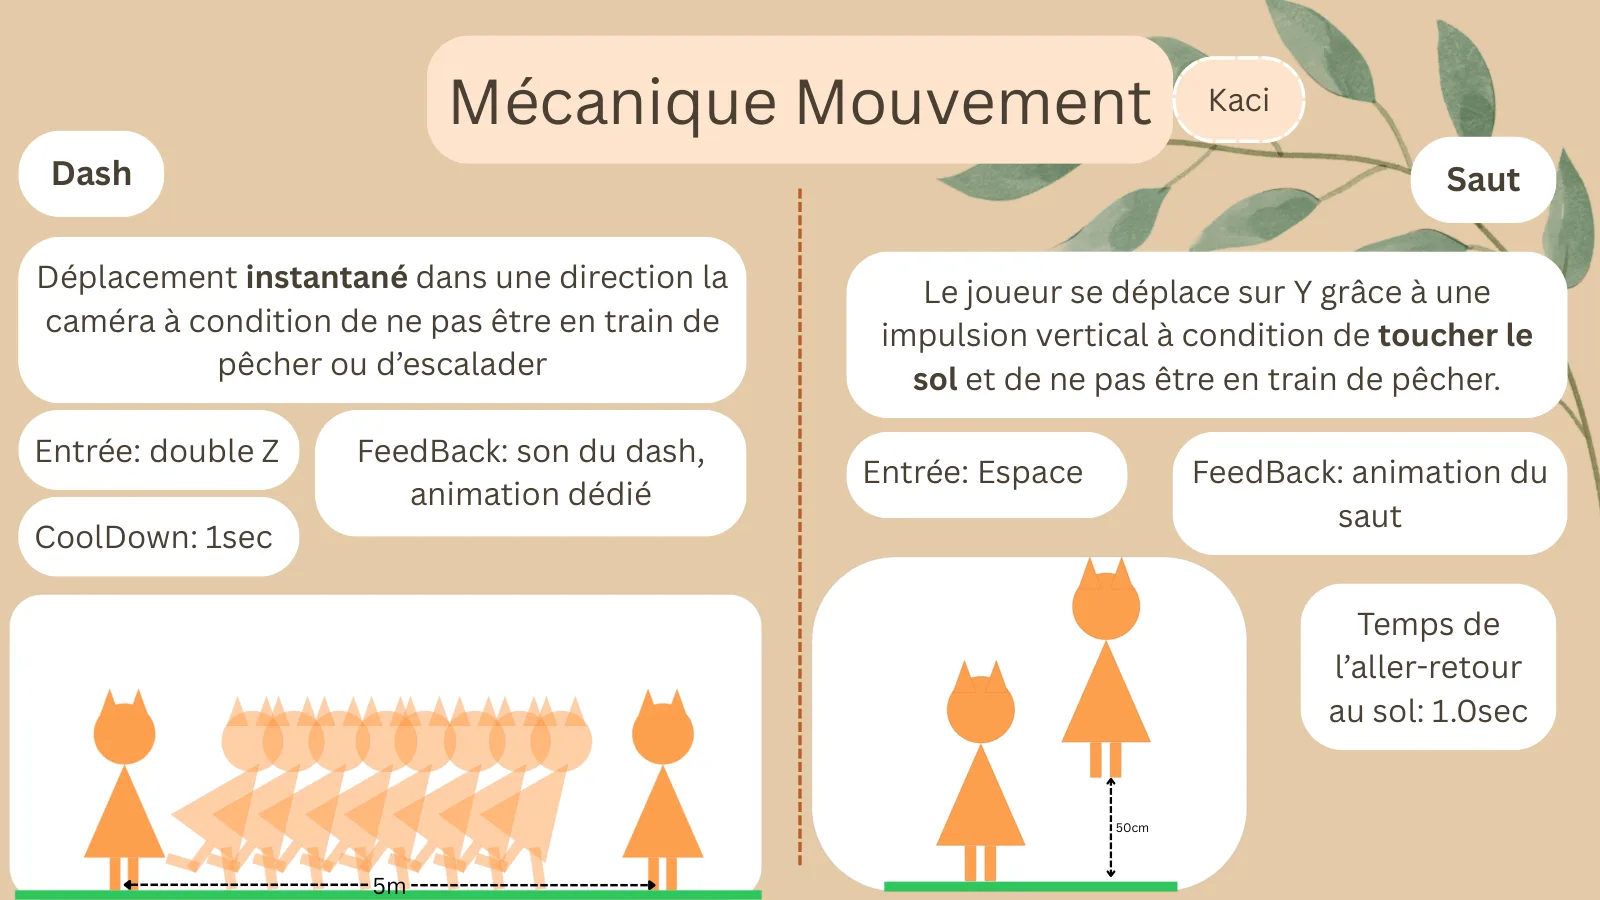 Mécanique Mouvement
Kaci
Dash
Déplacement instantané dans une direction la
caméra à condition de ne pas être en train de
pêcher ou d’escalader
Entrée: double Z
FeedBack: son du dash,
animation dédié
CoolDown: 1sec
5m
Saut
Le joueur se déplace sur Y grâce à une
impulsion vertical à condition de toucher le
sol et de ne pas être en train de pêcher.
Entrée: Espace
FeedBack: animation du
saut
50cm
Temps de
l’aller-retour
au sol: 1.0sec